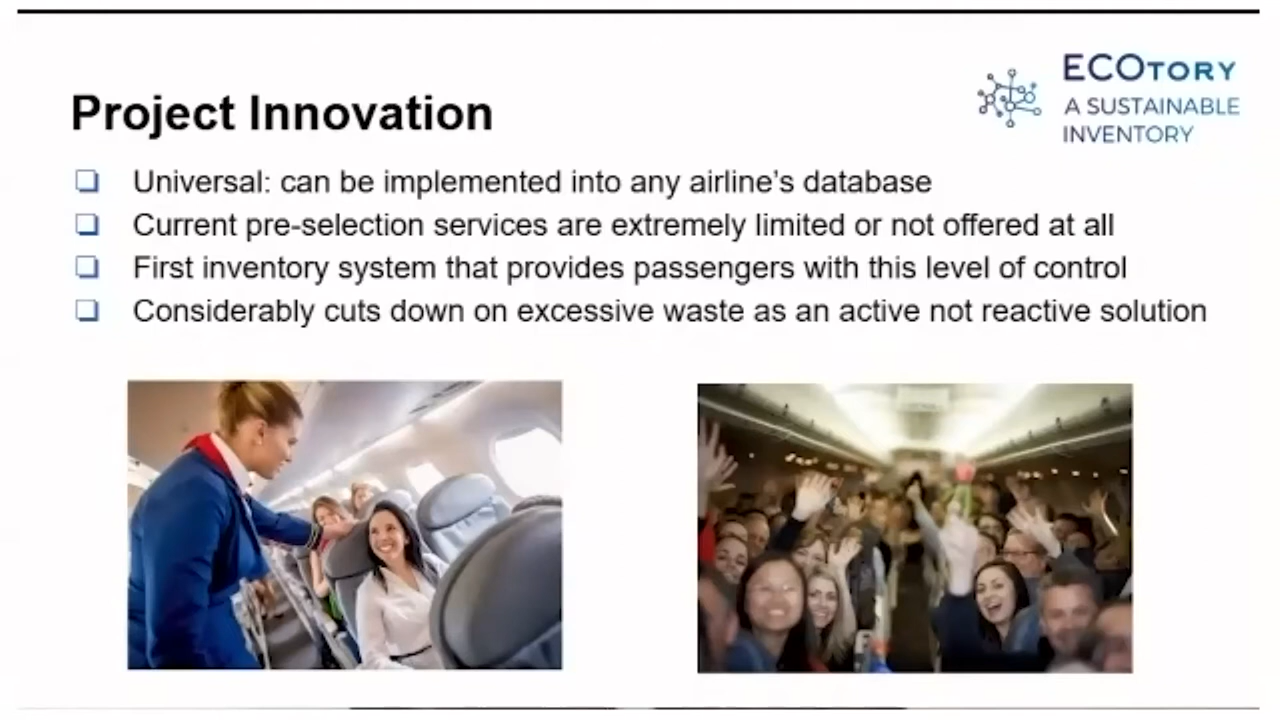 ECOTORY
A SUSTAINABLE
INVENTORY
Project Innovation
Universal: can be implemented into any airline's database
Current pre-selection services are extremely limited or not offered at all
First inventory system that provides passengers with this level of control
Considerably cuts down on excessive waste as an active not reactive solution